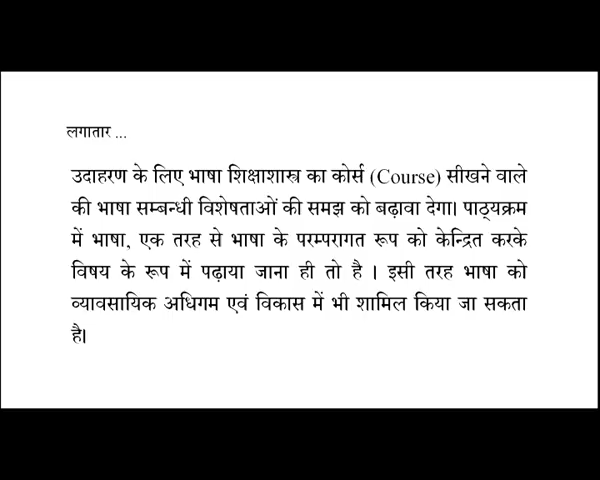 लगातार ...
उदाहरण के लिए भाषा शिक्षाशास्त्र का कोर्स (Course) सीखने वाले
की भाषा सम्बन्धी विशेषताओं की समझ को बढ़ावा देगा। पाठ्यक्रम
में भाषा, एक तरह से भाषा के परम्परागत रूप को केन्द्रित करके
विषय के रूप में पढ़ाया जाना ही तो है । इसी तरह भाषा को
व्यावसायिक अधिगम एवं विकास में भी शामिल किया जा सकता
है।